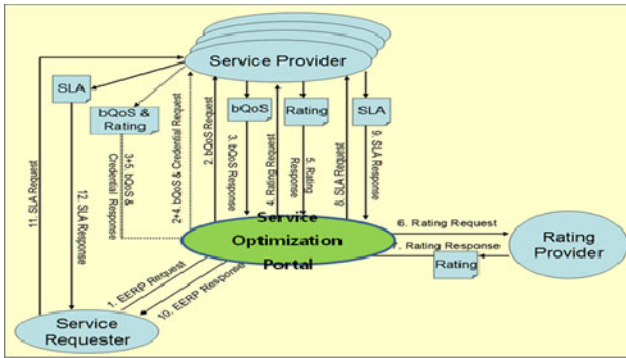 Service Provider
SLA
bQoS &
Rating
bQoS
Rating
SLA
11. SLA Request
12. SLA Response
3+5. bQoS &
Credential Response
2+4. bQoS & Credential Request
2. bQoS Request
3. bQoS Response
4. Rating Request
5. Rating
Response
8. SLA Request
9. SLA Response
Service
Optimization
Portal
6. Rating Request
7. Rating Response
Rating
Rating
Provider
1. EERP Request
10. EERP Response
Service
Requester